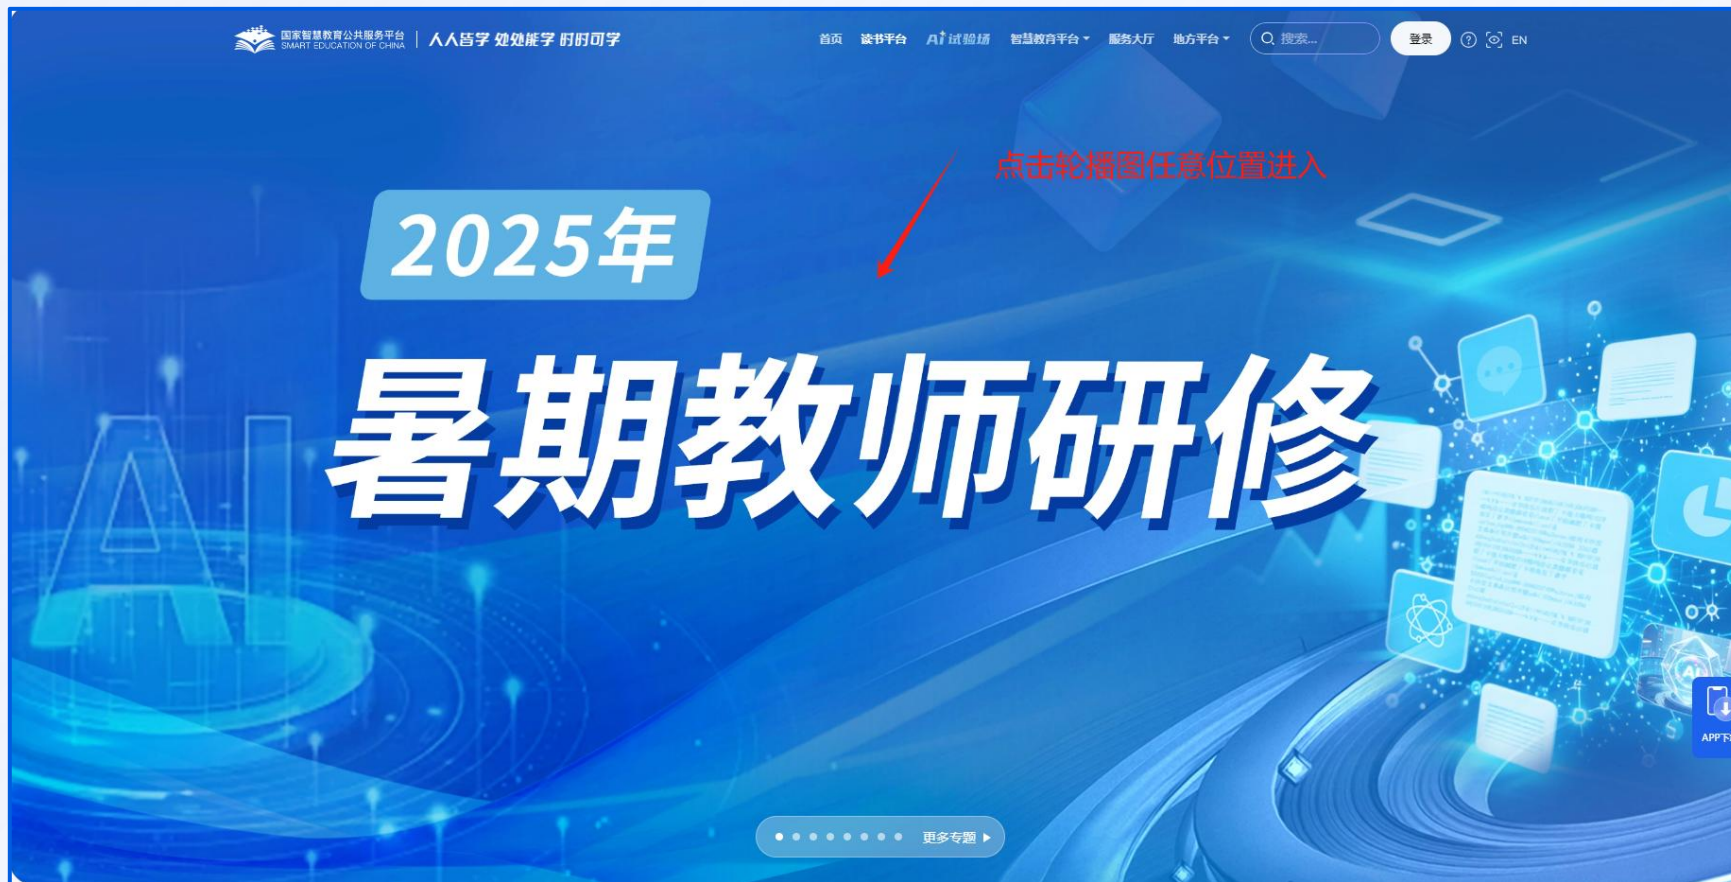 国家智慧教育公共服务平台
SMART EDUCATION OF CHINA
人人皆学 处处能学 时时可学
首页 读书平台 AI试验场 智慧教育平台 服务大厅 地方平台 搜索... 登录 EN
点击轮播图任意位置进入
2025年
暑期教师研修
AI
更多专题